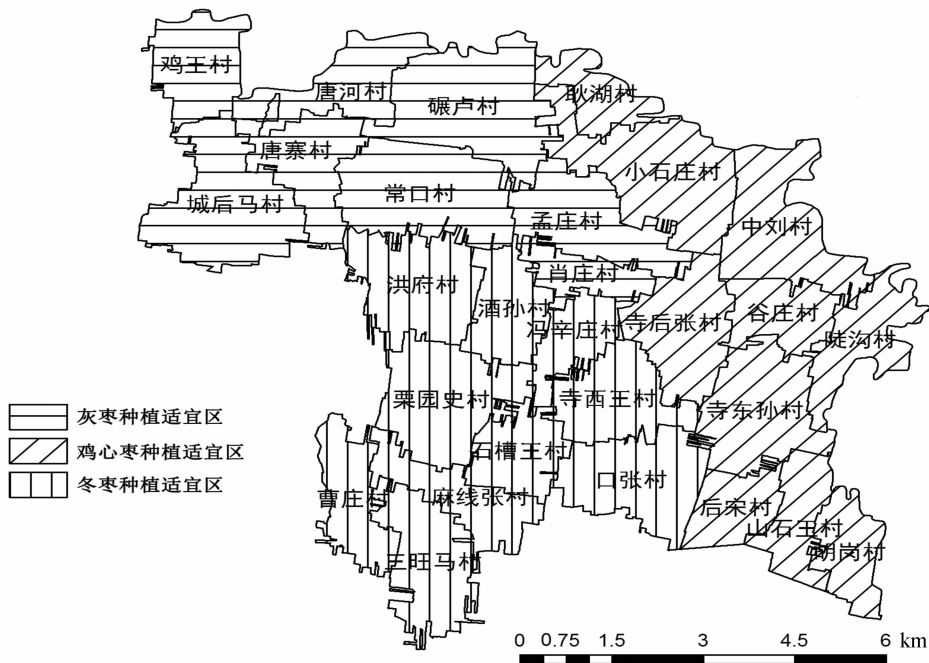 鸡王村
唐河村
碾卢村
耿湖村
唐寨村
小石庄村
城后马村
常口村
孟庄村
中刘村
肖庄村
洪府村
酒孙村
冯辛庄村
寺后张村
谷庄村
陡沟村
栗园史村
寺西王村
寺东孙村
石槽王村
口张村
曹庄村
麻线张村
后宋村
山石王村
胡岗村
三旺马村
灰枣种植适宜区
鸡心枣种植适宜区
冬枣种植适宜区
0 0.75 1.5 3 4.5 6 km